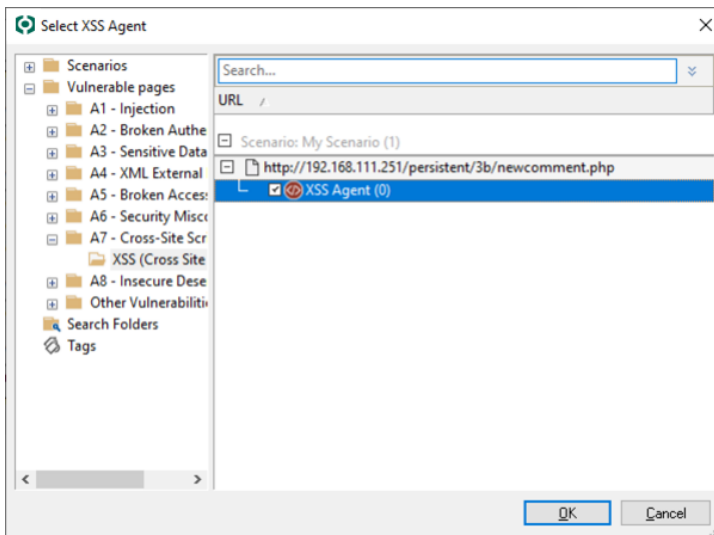 Select XSS Agent
Scenarios
Vulnerable pages
A1 - Injection
A2 - Broken Authe
A3 - Sensitive Data
A4 - XML External
A5 - Broken Acces
A6 - Security Misco
A7 - Cross-Site Scr
XSS (Cross Site
A8 - Insecure Dese
Other Vulnerabiliti
Search Folders
Tags
Search...
URL
Scenario: My Scenario (1)
http://192.168.111.251/persistent/3b/newcomment.php
XSS Agent (0)
OK
Cancel